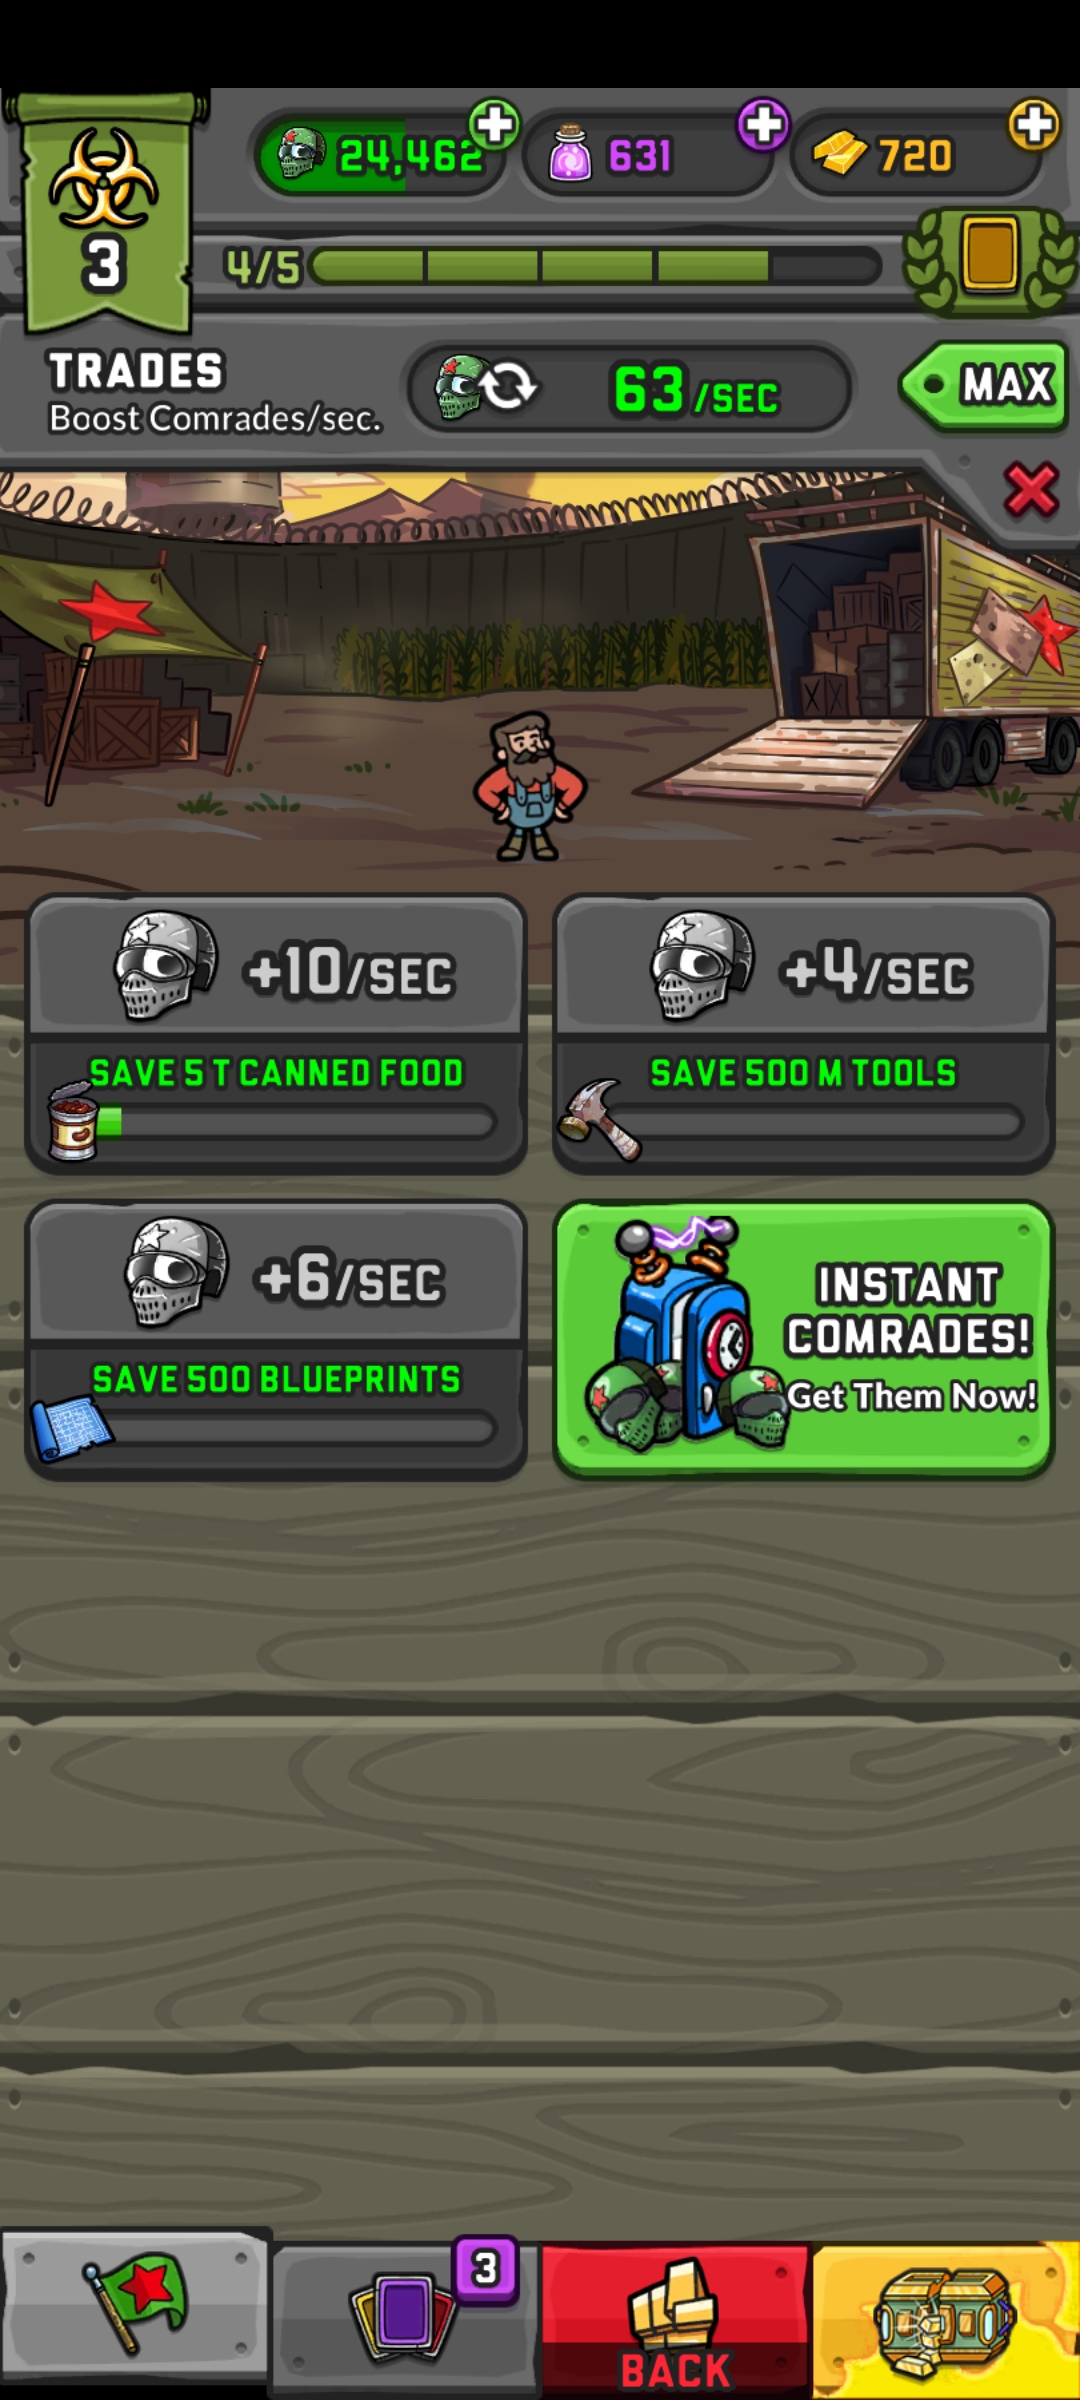 24,462
631
720
3
4/5
TRADES
Boost Comrades/sec.
63/SEC
MAX
+10/SEC
+4/SEC
SAVE 5 T CANNED FOOD
SAVE 500 M TOOLS
+6/SEC
SAVE 500 BLUEPRINTS
INSTANT
COMRADES!
Get Them Now!
3
BACK